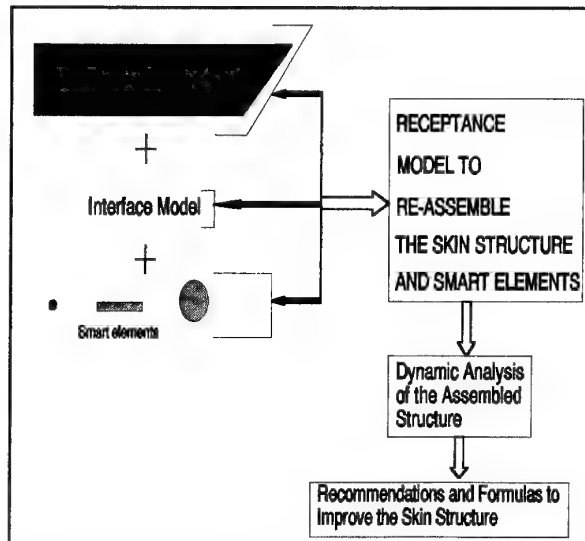 +
Interface Model
+
Smart elements
RECEPTANCE
MODEL TO
RE-ASSEMBLE
THE SKIN STRUCTURE
AND SMART ELEMENTS
Dynamic Analysis
of the Assembled
Structure
Recommendations and Formulas to
Improve the Skin Structure